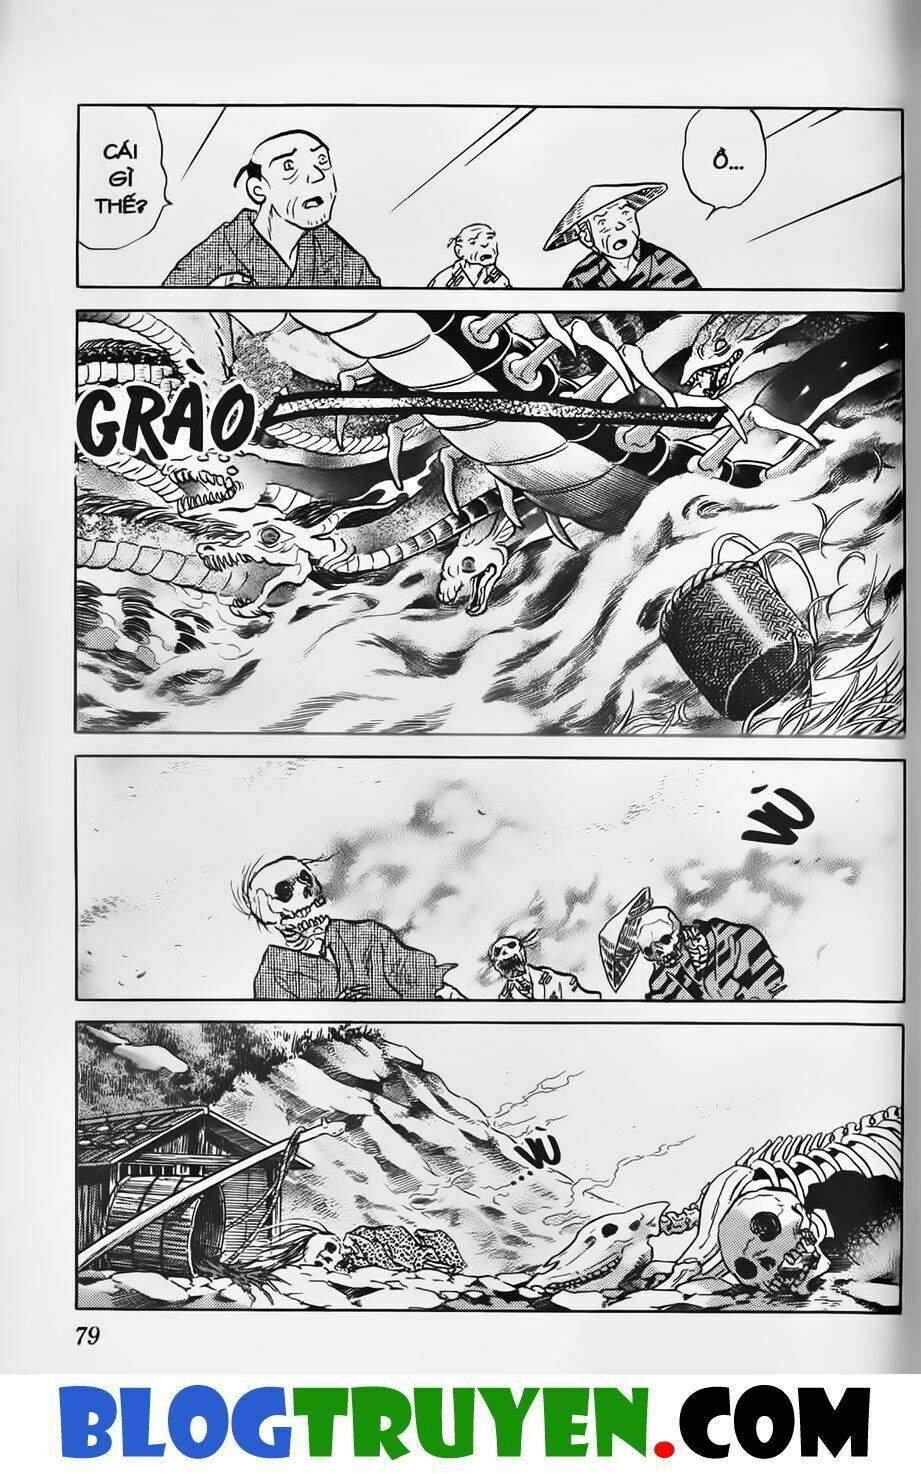 CÁI
GÌ
THẾ?
Ồ...
GRÀO
VÙ
...VÙ
79
BLOGTRUYEN.COM